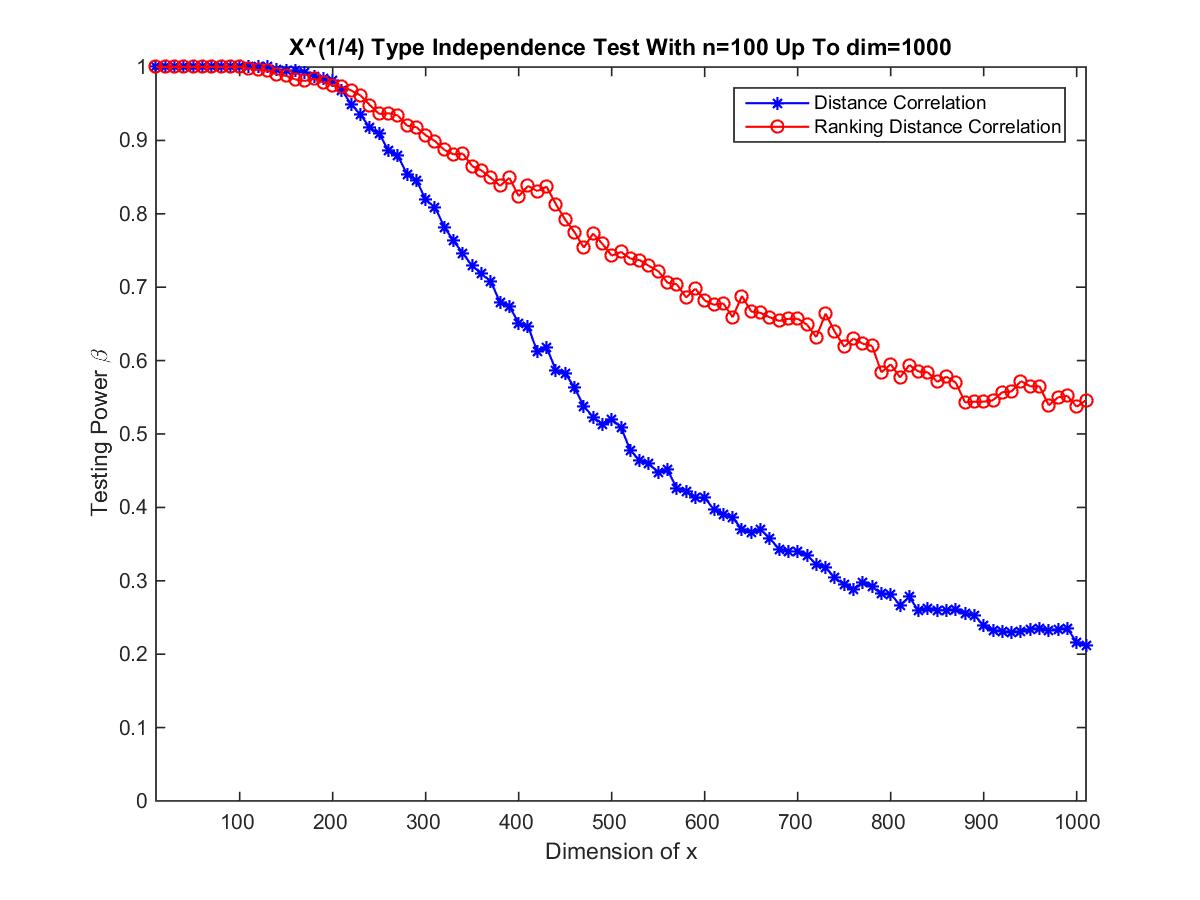 X^(1/4) Type Independence Test With n=100 Up To dim=1000
Distance Correlation
Ranking Distance Correlation
Testing Power β
1
0.9
0.8
0.7
0.6
0.5
0.4
0.3
0.2
0.1
0
100 200 300 400 500 600 700 800 900 1000
Dimension of x